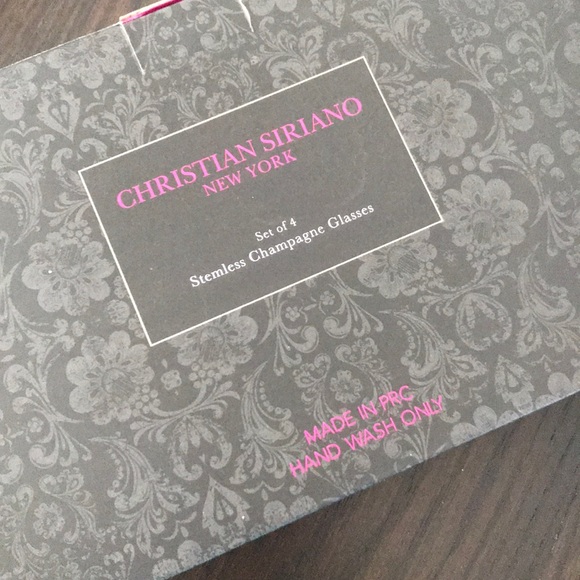 CHRISTIAN SIRIANO
NEW YORK
Set of 4
Stemless Champagne Glasses
MADE IN PRC
HAND WASH ONLY